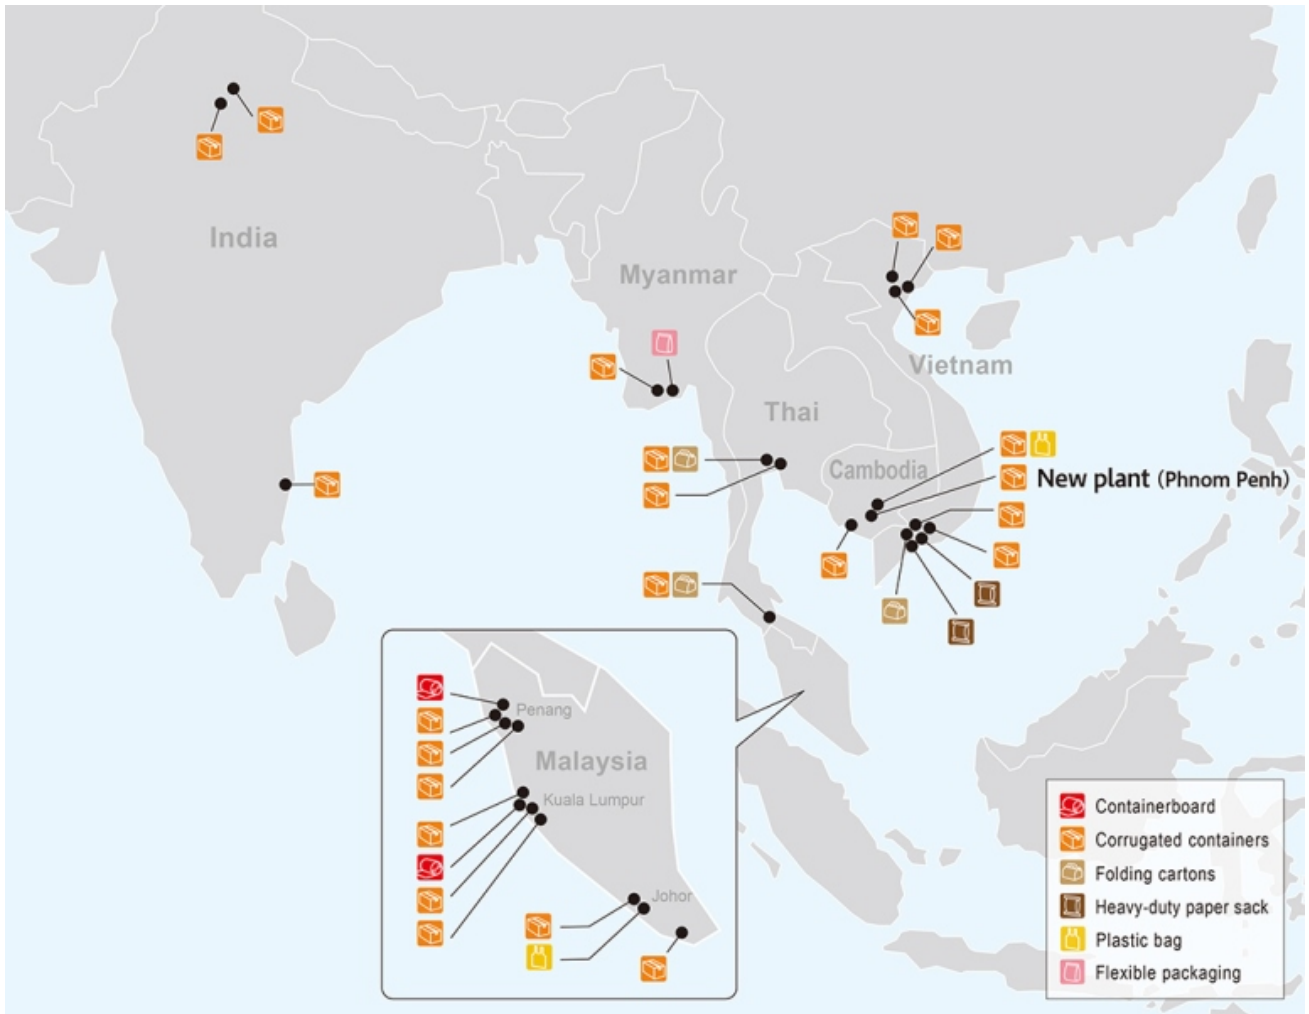 India
Myanmar
Vietnam
Thai
Cambodia
New plant (Phnom Penh)
Penang
Malaysia
Kuala Lumpur
Johor
Containerboard
Corrugated containers
Folding cartons
Heavy-duty paper sack
Plastic bag
Flexible packaging